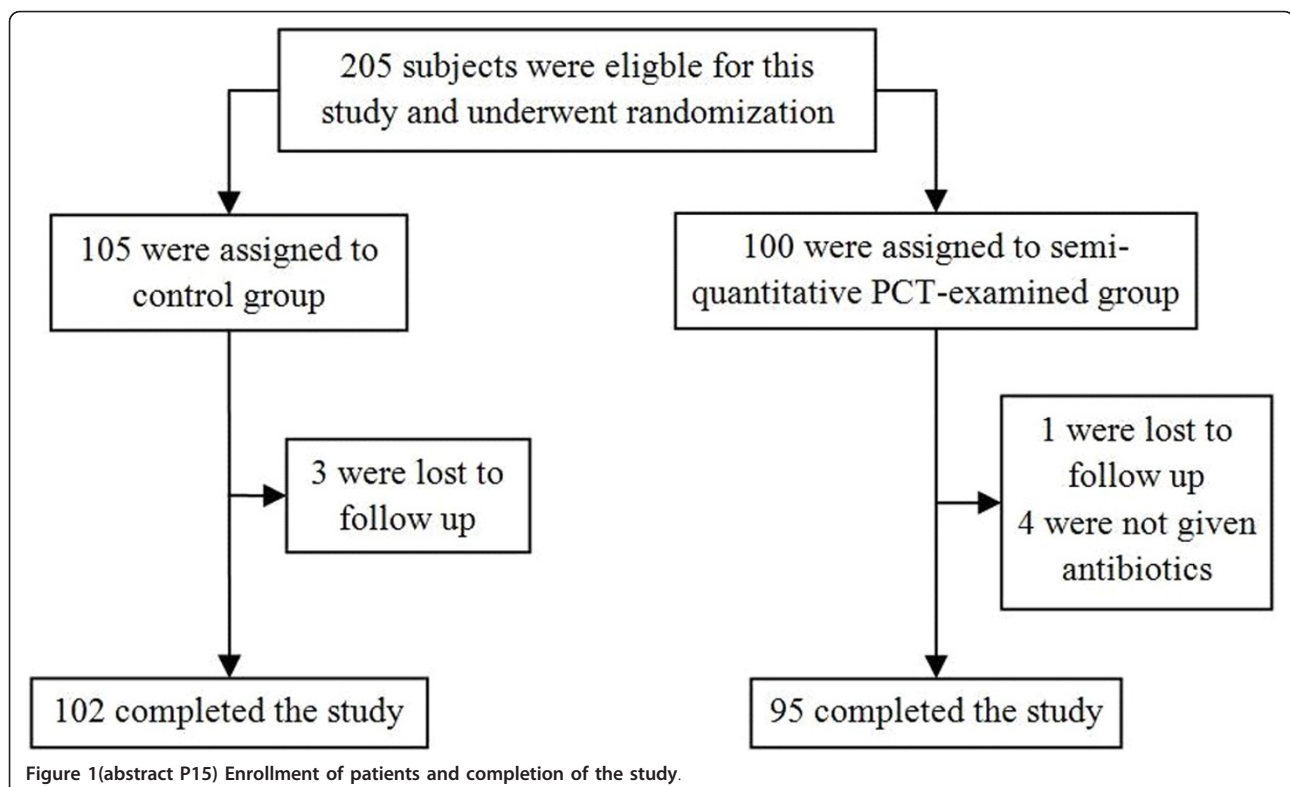 205 subjects were eligble for this
study and underwent randomization
105 were assigned to
control group
100 were assigned to semi-
quantitative PCT-examined group
3 were lost to
follow up
1 were lost to
follow up
4 were not given
antibiotics
102 completed the study
95 completed the study
Figure 1(abstract P15) Enrollment of patients and completion of the study.